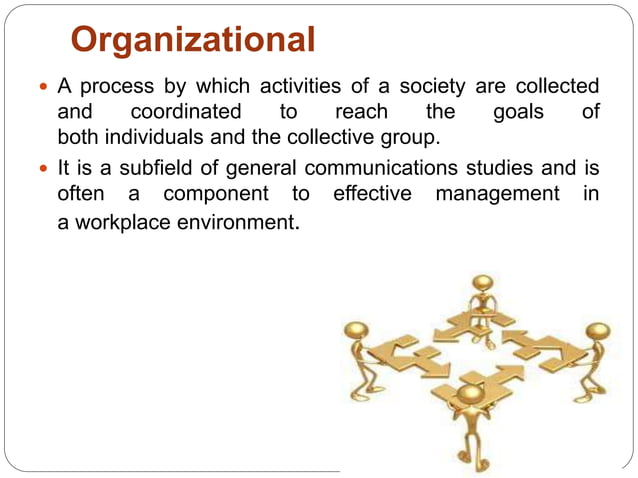 Organizational
• A process by which activities of a society are collected
and coordinated to reach the goals of
both individuals and the collective group.
• It is a subfield of general communications studies and is
often a component to effective management in
a workplace environment.